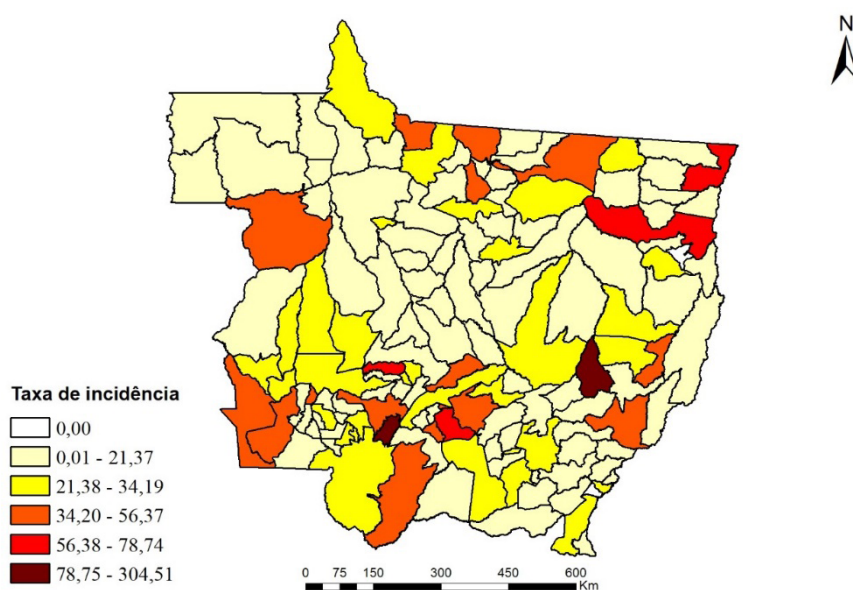 N
Taxa de incidência
0,00
0,01 - 21,37
21,38 - 34,19
34,20 - 56,37
56,38 - 78,74
78,75 - 304,51
0 75 150 300 450 600
Km